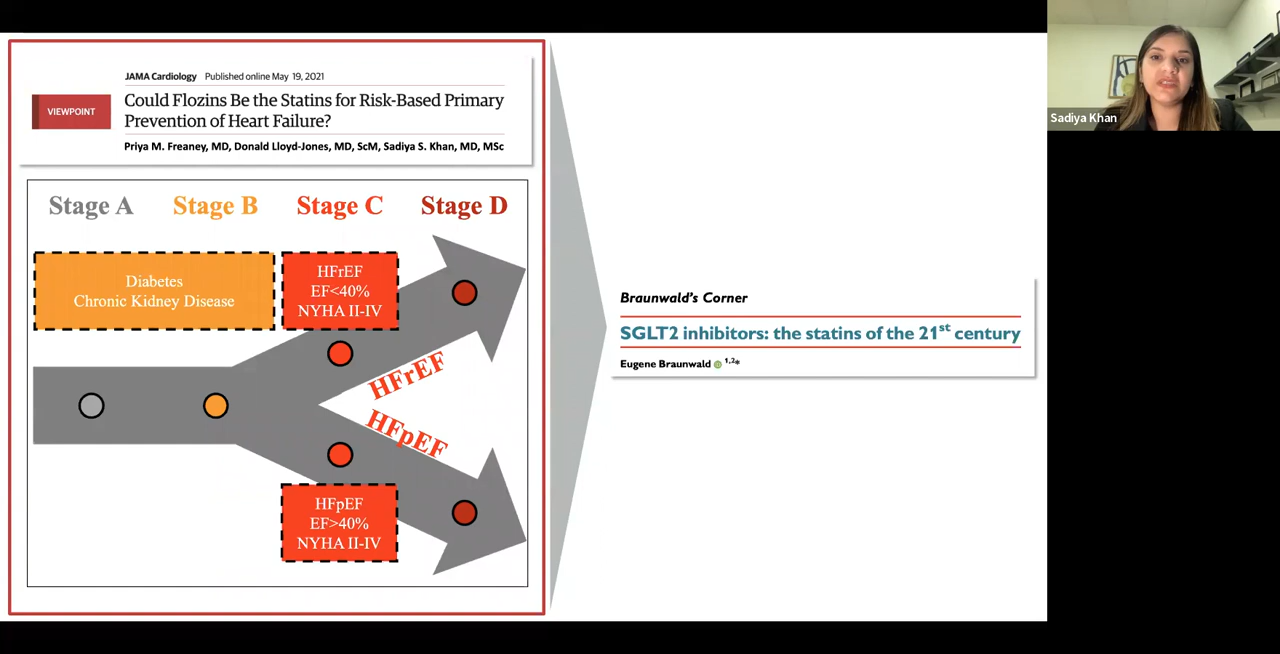 JAMA Cardiology Published online May 19, 2021
VIEWPOINT
Could Flozins Be the Statins for Risk-Based Primary
Prevention of Heart Failure?
Priya M. Freaney, MD, Donald Lloyd-Jones, MD, ScM, Sadiya S. Khan, MD, MSc
Stage A Stage B Stage C Stage D
Diabetes
Chronic Kidney Disease
HFrEF
EF<40%
NYHA II-IV
HFrEF
HFpEF
HFpEF
EF>40%
NYHA II-IV
Braunwald's Corner
SGLT2 inhibitors: the statins of the 21st century
Eugene Braunwald 1,2*
Sadiya Khan